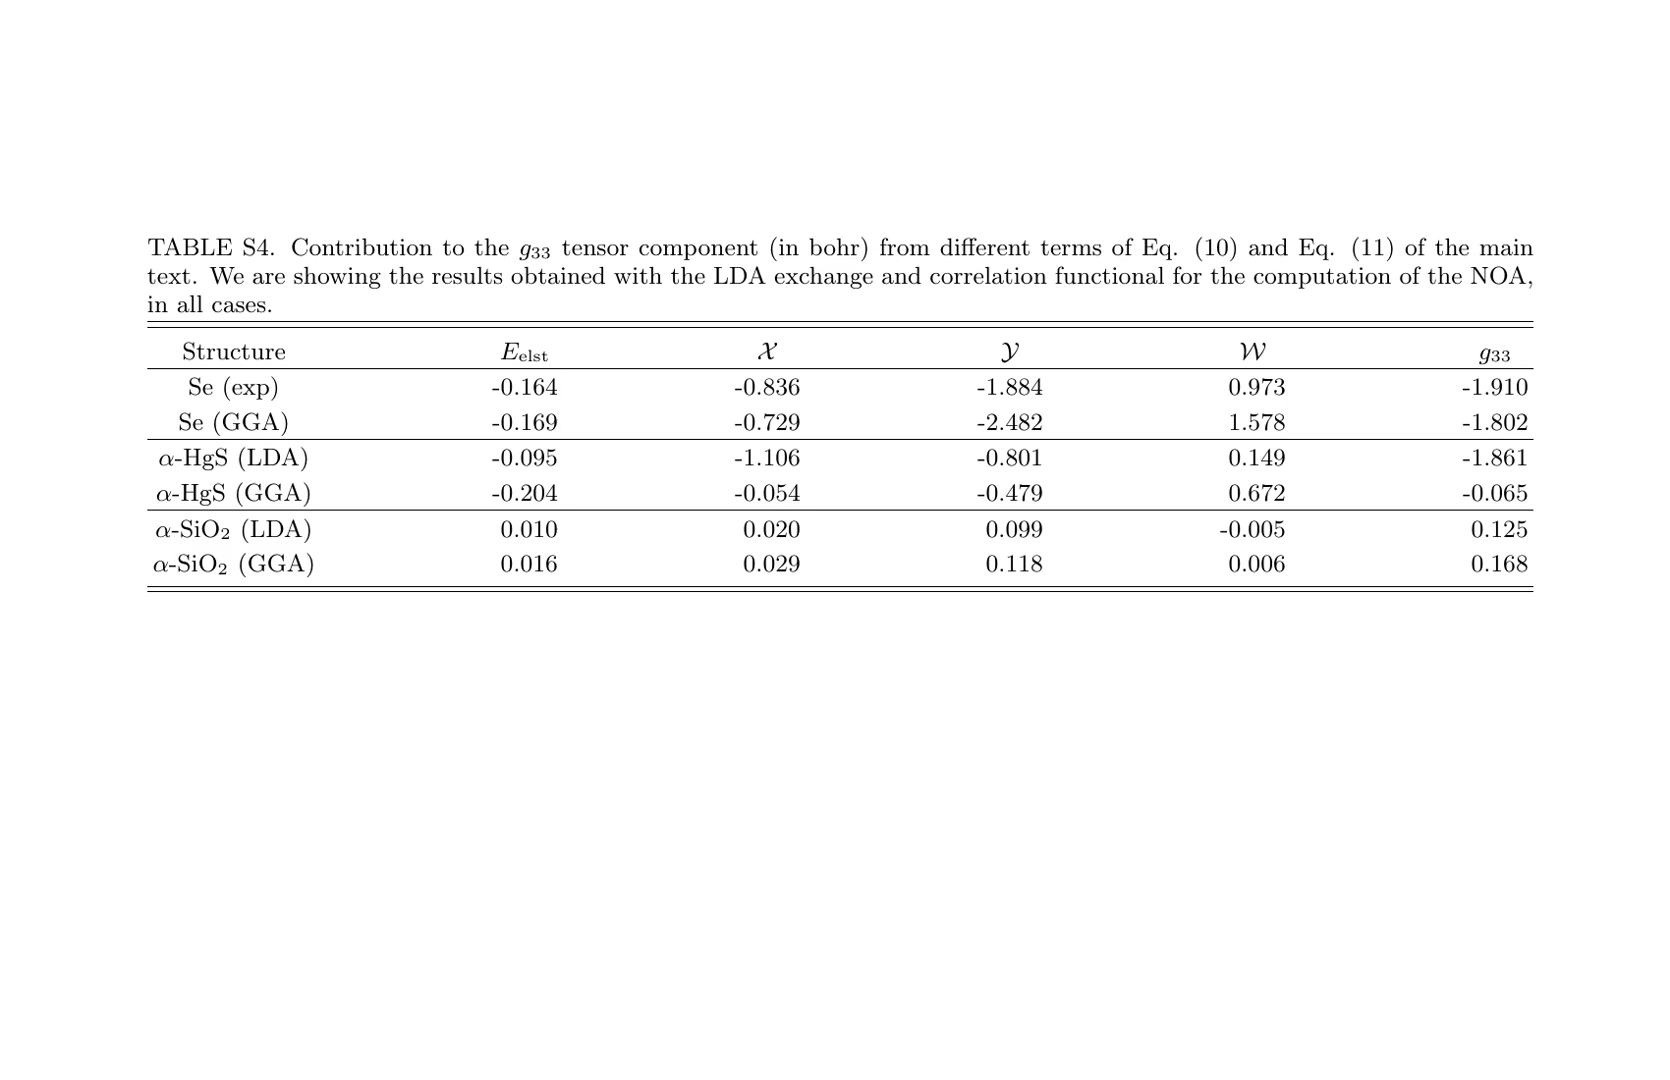 TABLE S4. Contribution to the g₃₃ tensor component (in bohr) from different terms of Eq. (10) and Eq. (11) of the main
text. We are showing the results obtained with the LDA exchange and correlation functional for the computation of the NOA,
in all cases.
Structure E_elst 𝒳 𝒴 𝒲 g₃₃
Se (exp) -0.164 -0.836 -1.884 0.973 -1.910
Se (GGA) -0.169 -0.729 -2.482 1.578 -1.802
α-HgS (LDA) -0.095 -1.106 -0.801 0.149 -1.861
α-HgS (GGA) -0.204 -0.054 -0.479 0.672 -0.065
α-SiO₂ (LDA) 0.010 0.020 0.099 -0.005 0.125
α-SiO₂ (GGA) 0.016 0.029 0.118 0.006 0.168